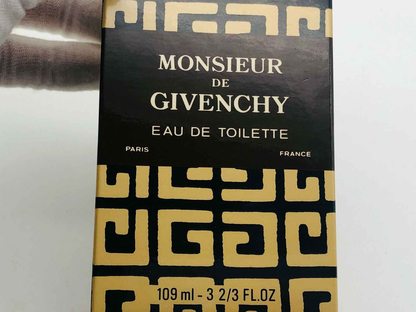 MONSIEUR
DE
GIVENCHY
EAU DE TOILETTE
PARIS FRANCE
109 ml - 3 2/3 FL.OZ